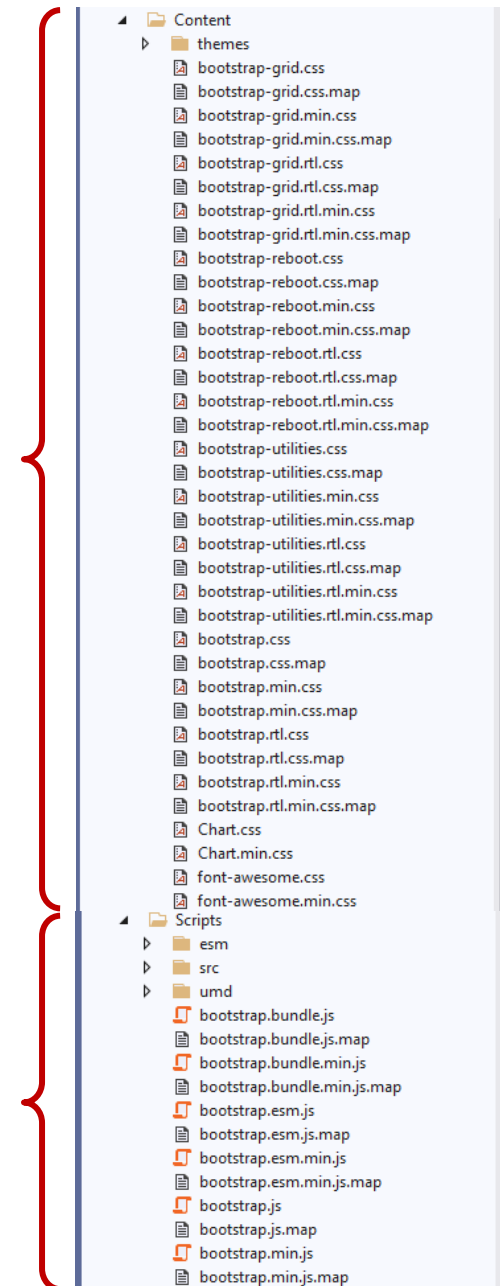 Content
themes
bootstrap-grid.css
bootstrap-grid.css.map
bootstrap-grid.min.css
bootstrap-grid.min.css.map
bootstrap-grid.rtl.css
bootstrap-grid.rtl.css.map
bootstrap-grid.rtl.min.css
bootstrap-grid.rtl.min.css.map
bootstrap-reboot.css
bootstrap-reboot.css.map
bootstrap-reboot.min.css
bootstrap-reboot.min.css.map
bootstrap-reboot.rtl.css
bootstrap-reboot.rtl.css.map
bootstrap-reboot.rtl.min.css
bootstrap-reboot.rtl.min.css.map
bootstrap-utilities.css
bootstrap-utilities.css.map
bootstrap-utilities.min.css
bootstrap-utilities.min.css.map
bootstrap-utilities.rtl.css
bootstrap-utilities.rtl.css.map
bootstrap-utilities.rtl.min.css
bootstrap-utilities.rtl.min.css.map
bootstrap.css
bootstrap.css.map
bootstrap.min.css
bootstrap.min.css.map
bootstrap.rtl.css
bootstrap.rtl.css.map
bootstrap.rtl.min.css
bootstrap.rtl.min.css.map
Chart.css
Chart.min.css
font-awesome.css
font-awesome.min.css
Scripts
esm
src
umd
bootstrap.bundle.js
bootstrap.bundle.js.map
bootstrap.bundle.min.js
bootstrap.bundle.min.js.map
bootstrap.esm.js
bootstrap.esm.js.map
bootstrap.esm.min.js
bootstrap.esm.min.js.map
bootstrap.js
bootstrap.js.map
bootstrap.min.js
bootstrap.min.js.map